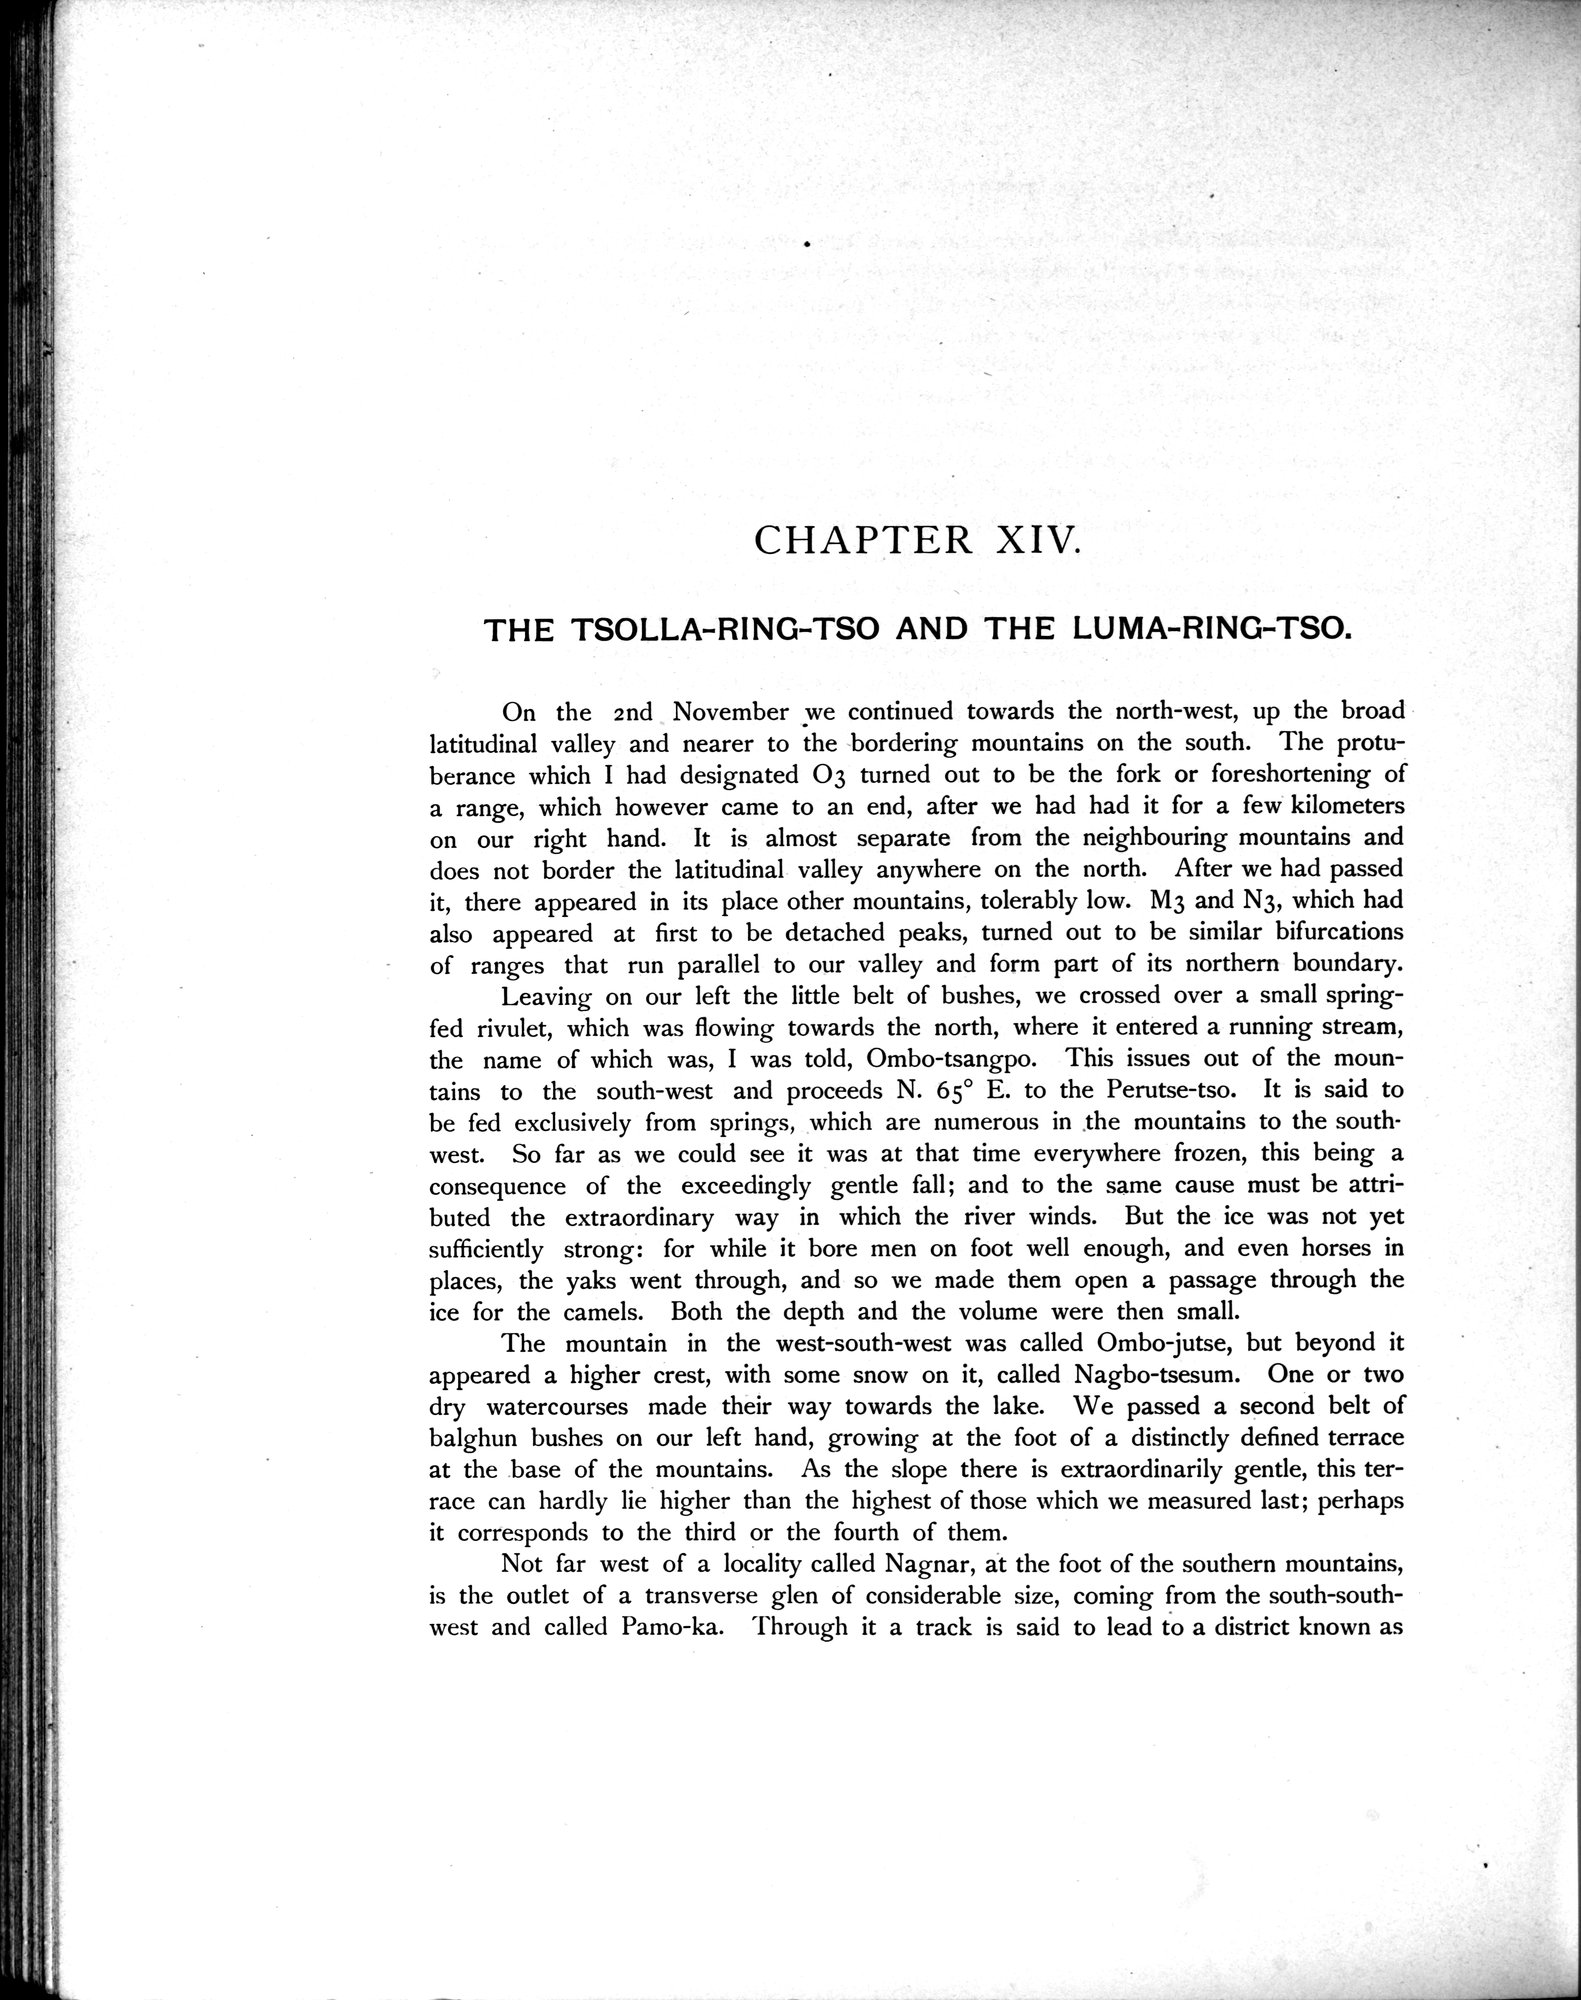 CHAPTER XIV.
THE TSOLLA-RING-TSO AND THE LUMA-RING-TSO.
On the 2nd November we continued towards the north-west, up the broad
latitudinal valley and nearer to the bordering mountains on the south. The protu-
berance which I had designated O3 turned out to be the fork or foreshortening of
a range, which however came to an end, after we had had it for a few kilometers
on our right hand. It is almost separate from the neighbouring mountains and
does not border the latitudinal valley anywhere on the north. After we had passed
it, there appeared in its place other mountains, tolerably low. M3 and N3, which had
also appeared at first to be detached peaks, turned out to be similar bifurcations
of ranges that run parallel to our valley and form part of its northern boundary.
Leaving on our left the little belt of bushes, we crossed over a small spring-
fed rivulet, which was flowing towards the north, where it entered a running stream,
the name of which was, I was told, Ombo-tsangpo. This issues out of the moun-
tains to the south-west and proceeds N. 65° E. to the Perutse-tso. It is said to
be fed exclusively from springs, which are numerous in the mountains to the south-
west. So far as we could see it was at that time everywhere frozen, this being a
consequence of the exceedingly gentle fall; and to the same cause must be attri-
buted the extraordinary way in which the river winds. But the ice was not yet
sufficiently strong: for while it bore men on foot well enough, and even horses in
places, the yaks went through, and so we made them open a passage through the
ice for the camels. Both the depth and the volume were then small.
The mountain in the west-south-west was called Ombo-jutse, but beyond it
appeared a higher crest, with some snow on it, called Nagbo-tsesum. One or two
dry watercourses made their way towards the lake. We passed a second belt of
balghun bushes on our left hand, growing at the foot of a distinctly defined terrace
at the base of the mountains. As the slope there is extraordinarily gentle, this ter-
race can hardly lie higher than the highest of those which we measured last; perhaps
it corresponds to the third or the fourth of them.
Not far west of a locality called Nagnar, at the foot of the southern mountains,
is the outlet of a transverse glen of considerable size, coming from the south-south-
west and called Pamo-ka. Through it a track is said to lead to a district known as